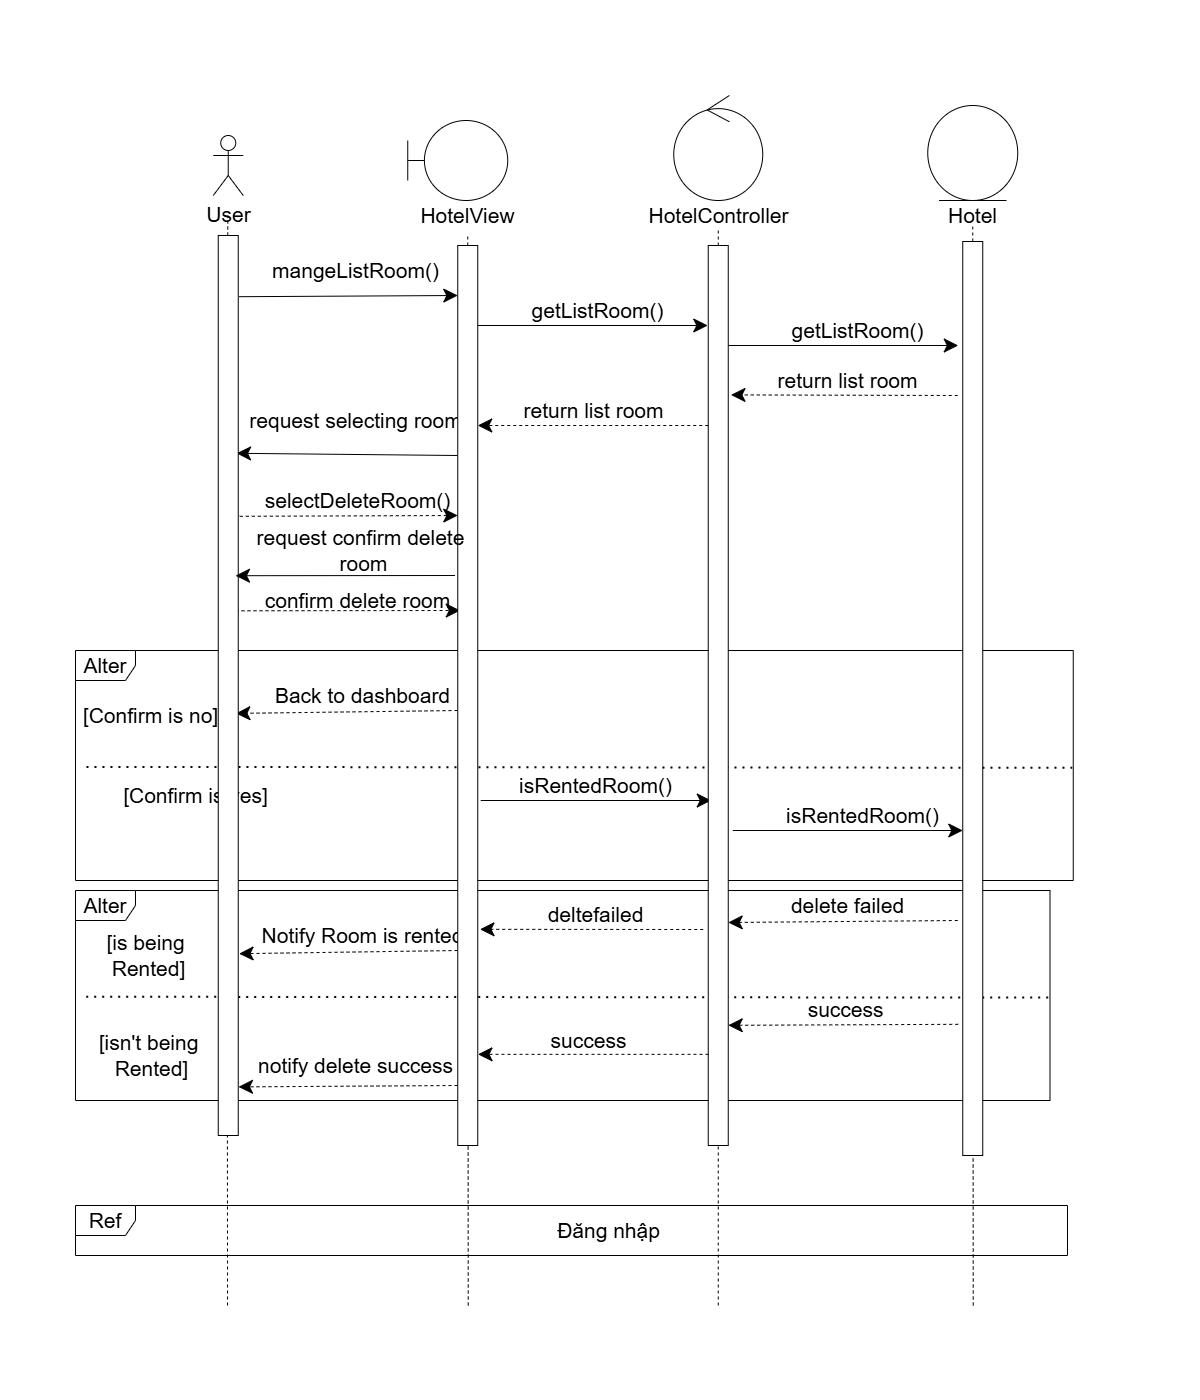 User
HotelView
HotelController
Hotel
mangeListRoom()
getListRoom()
getListRoom()
return list room
return list room
request selecting room
selectDeleteRoom()
request confirm delete
room
confirm delete room
Alter
Back to dashboard
[Confirm is no]
isRentedRoom()
[Confirm is yes]
isRentedRoom()
Alter
delete failed
deltefailed
Notify Room is rented
[is being
Rented]
success
success
[isn't being
Rented]
notify delete success
Ref
Đăng nhập